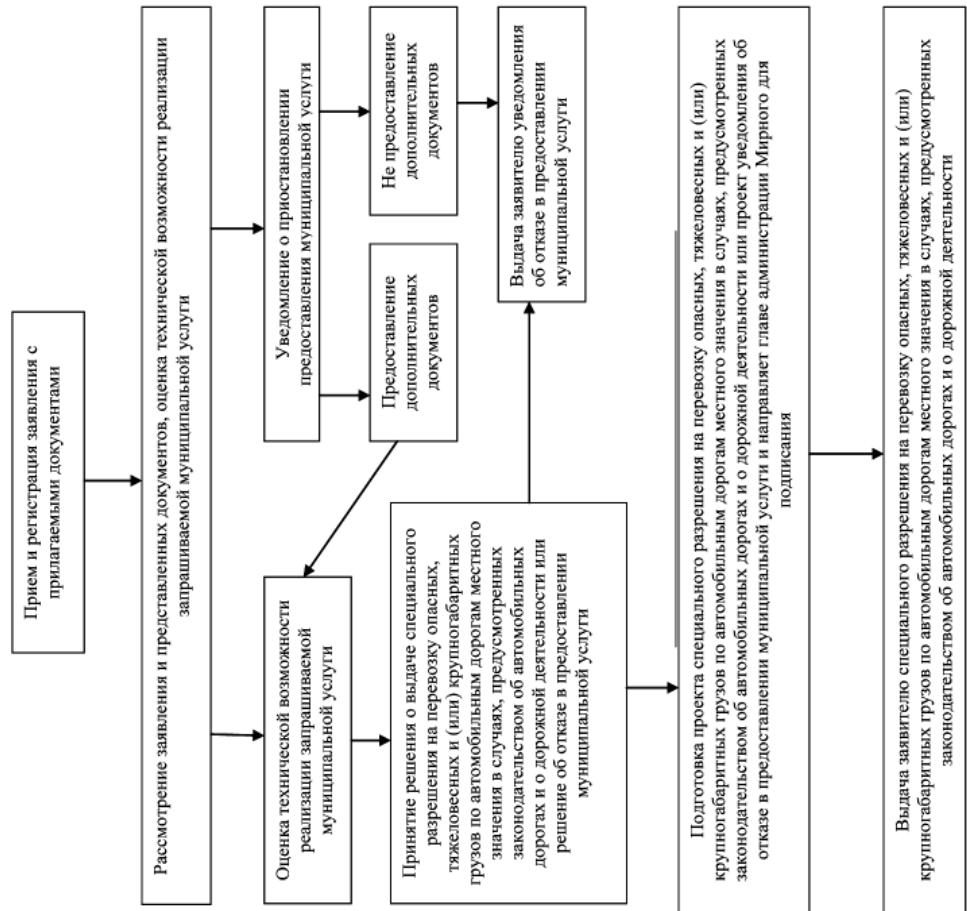 Прием и регистрация заявления с
прилагаемыми документами
Рассмотрение заявления и представленных документов, оценка технической возможности реализации
запрашиваемой муниципальной услуги
Оценка технической возможности
реализации запрашиваемой
муниципальной услуги
Уведомление о приостановлении
предоставления муниципальной услуги
Предоставление
дополнительных
документов
Не предоставление
дополнительных
документов
Принятие решения о выдаче специального
разрешения на перевозку опасных,
тяжеловесных и (или) крупногабаритных
грузов по автомобильным дорогам местного
значения в случаях, предусмотренных
законодательством об автомобильных
дорогах и о дорожной деятельности или
решение об отказе в предоставлении
муниципальной услуги
Выдача заявителю уведомления
об отказе в предоставлении
муниципальной услуги
Подготовка проекта специального разрешения на перевозку опасных, тяжеловесных и (или)
крупногабаритных грузов по автомобильным дорогам местного значения в случаях, предусмотренных
законодательством об автомобильных дорогах и о дорожной деятельности или проект уведомления об
отказе в предоставлении муниципальной услуги и направляет главе администрации Мирного для
подписания
Выдача заявителю специального разрешения на перевозку опасных, тяжеловесных и (или)
крупногабаритных грузов по автомобильным дорогам местного значения в случаях, предусмотренных
законодательством об автомобильных дорогах и о дорожной деятельности